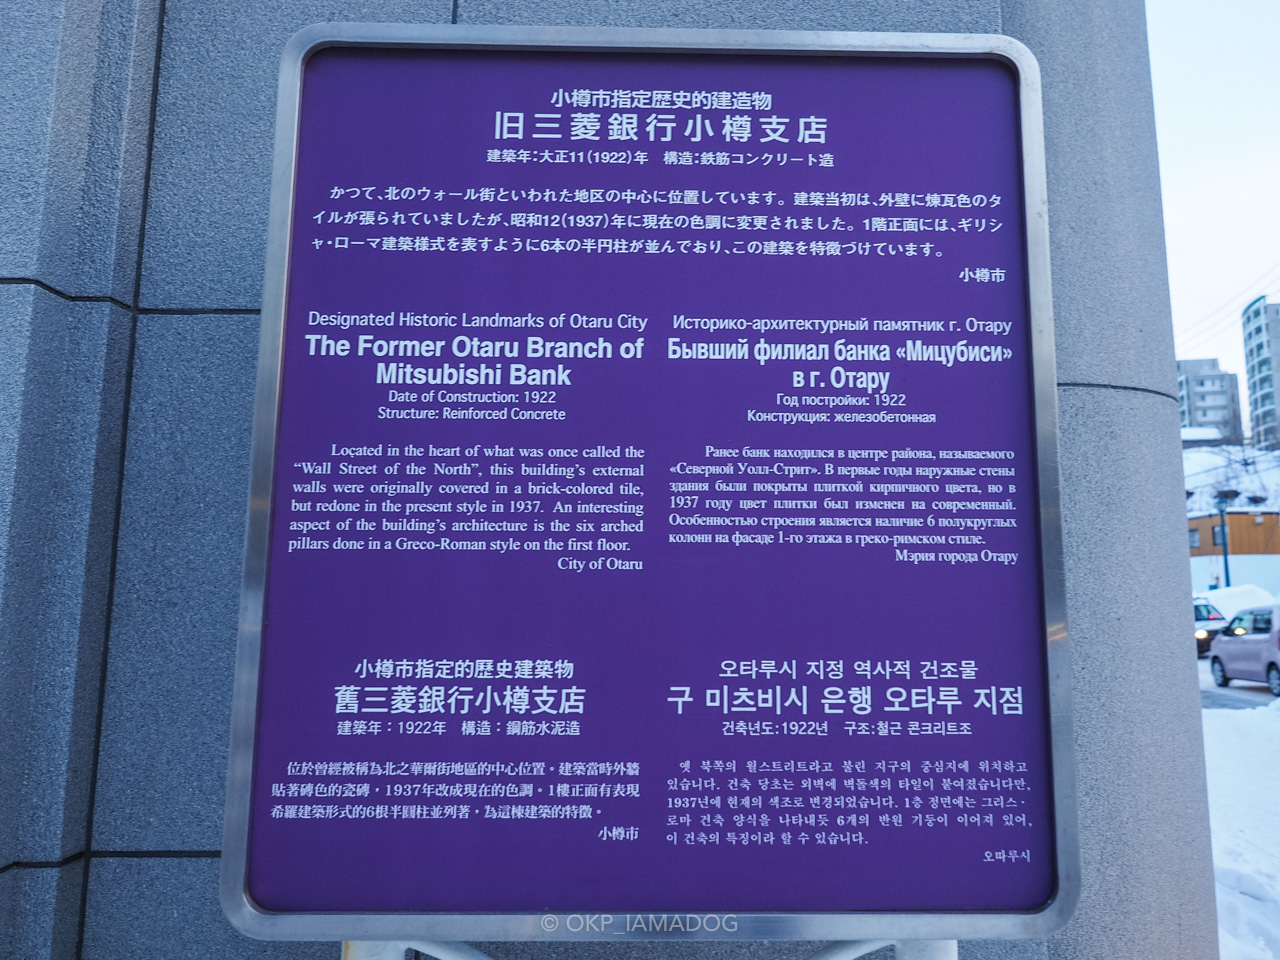 小樽市指定歴史的建造物
旧三菱銀行小樽支店
建築年:大正11(1922)年　構造:鉄筋コンクリート造
かつて、北のウォール街といわれた地区の中心に位置しています。建築当初は、外壁に煉瓦色のタ
イルが張られていましたが、昭和12(1937)年に現在の色調に変更されました。1階正面には、ギリシ
ャ・ローマ建築様式を表すように6本の半円柱が並んでおり、この建築を特徴づけています。
小樽市
Designated Historic Landmarks of Otaru City
The Former Otaru Branch of
Mitsubishi Bank
Date of Construction: 1922
Structure: Reinforced Concrete
Located in the heart of what was once called the
“Wall Street of the North”, this building’s external
walls were originally covered in a brick-colored tile,
but redone in the present style in 1937. An interesting
aspect of the building’s architecture is the six arched
pillars done in a Greco-Roman style on the first floor.
City of Otaru
Историко-архитектурный памятник г. Отару
Бывший филиал банка «Мицубиси»
в г. Отару
Год постройки: 1922
Конструкция: железобетонная
Ранее банк находился в центре района, называемого
«Северной Уолл-Стрит». В первые годы наружные стены
здания были покрыты плиткой кирпичного цвета, но в
1937 году цвет плитки был изменен на современный.
Особенностью строения является наличие 6 полукруглых
колонн на фасаде 1-го этажа в греко-римском стиле.
Мэрия города Отару
小樽市指定的歷史建築物
舊三菱銀行小樽支店
建築年：1922年　構造：鋼筋水泥造
位於曾經被稱為北之華爾街地區的中心位置。建築當時外牆
貼著磚色的瓷磚，1937年改成現在的色調。1樓正面有表現
希羅建築形式的6根半圓柱並列著，為這棟建築的特徵。
小樽市
오타루시 지정 역사적 건조물
구 미츠비시 은행 오타루 지점
건축년도:1922년　구조:철근 콘크리트조
옛 북쪽의 월스트리트라고 불린 지구의 중심지에 위치하고
있습니다. 건축 당초는 외벽에 벽돌색의 타일이 붙여졌습니다만,
1937년에 현재의 색조로 변경되었습니다. 1층 정면에는 그리스·
로마 건축 양식을 나타내듯 6개의 반원 기둥이 이어져 있어,
이 건축의 특징이라 할 수 있습니다.
오따루시
© OKP_IAMADOG